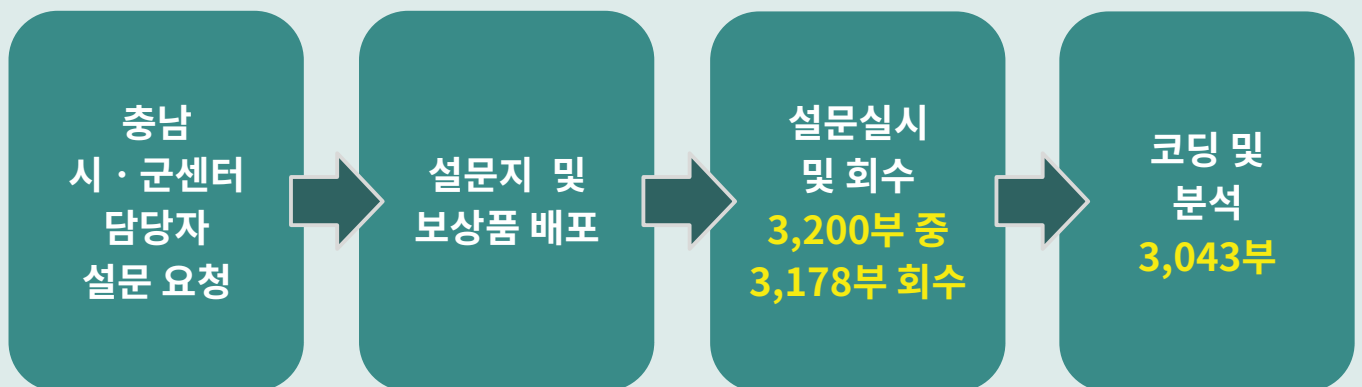 충남
시 · 군센터
담당자
설문 요청
설문지 및
보상품 배포
설문실시
및 회수
3,200부 중
3,178부 회수
코딩 및
분석
3,043부